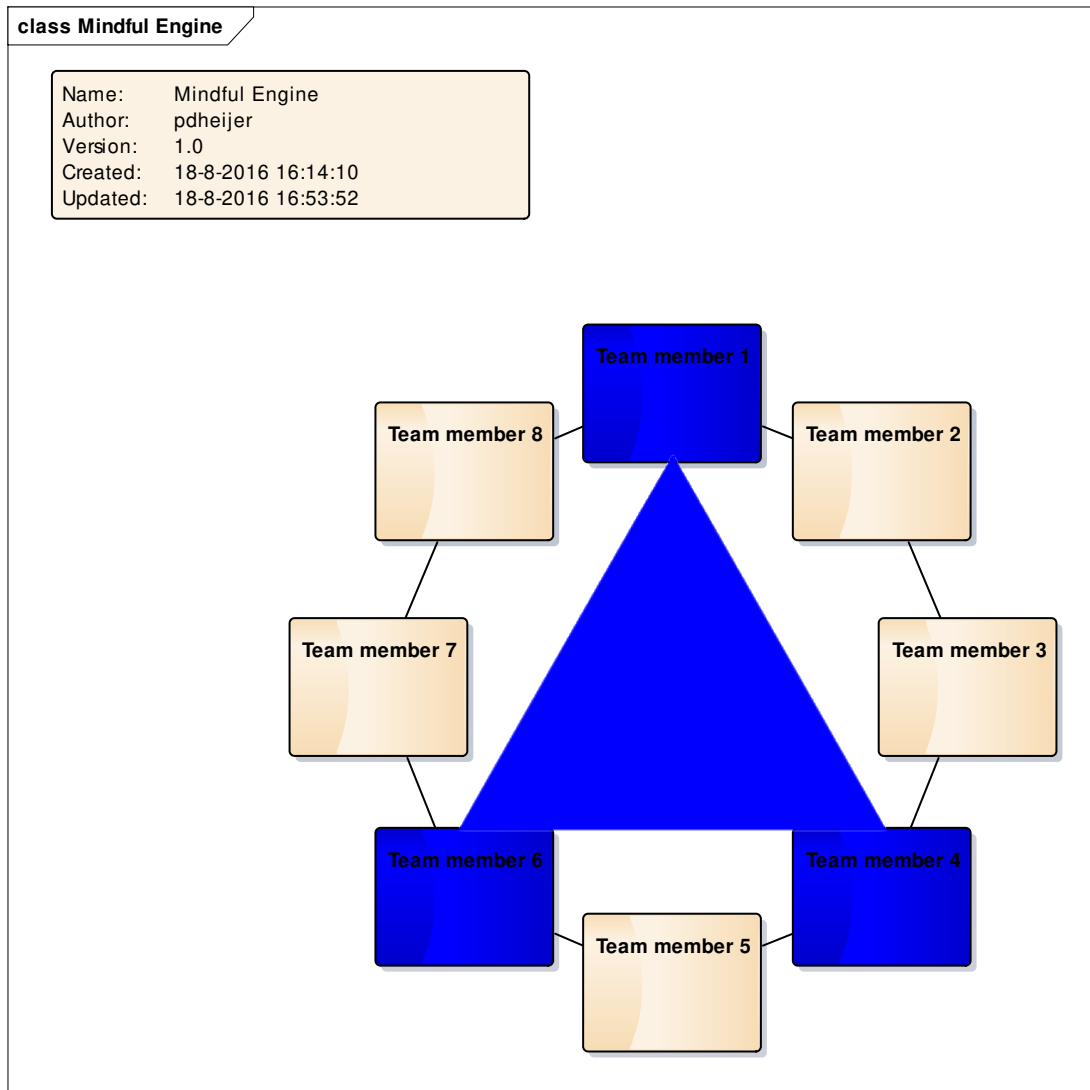 class Mindful Engine
Name: Mindful Engine
Author: pdheijer
Version: 1.0
Created: 18-8-2016 16:14:10
Updated: 18-8-2016 16:53:52
Team member 1
Team member 8
Team member 2
Team member 7
Team member 3
Team member 6
Team member 4
Team member 5